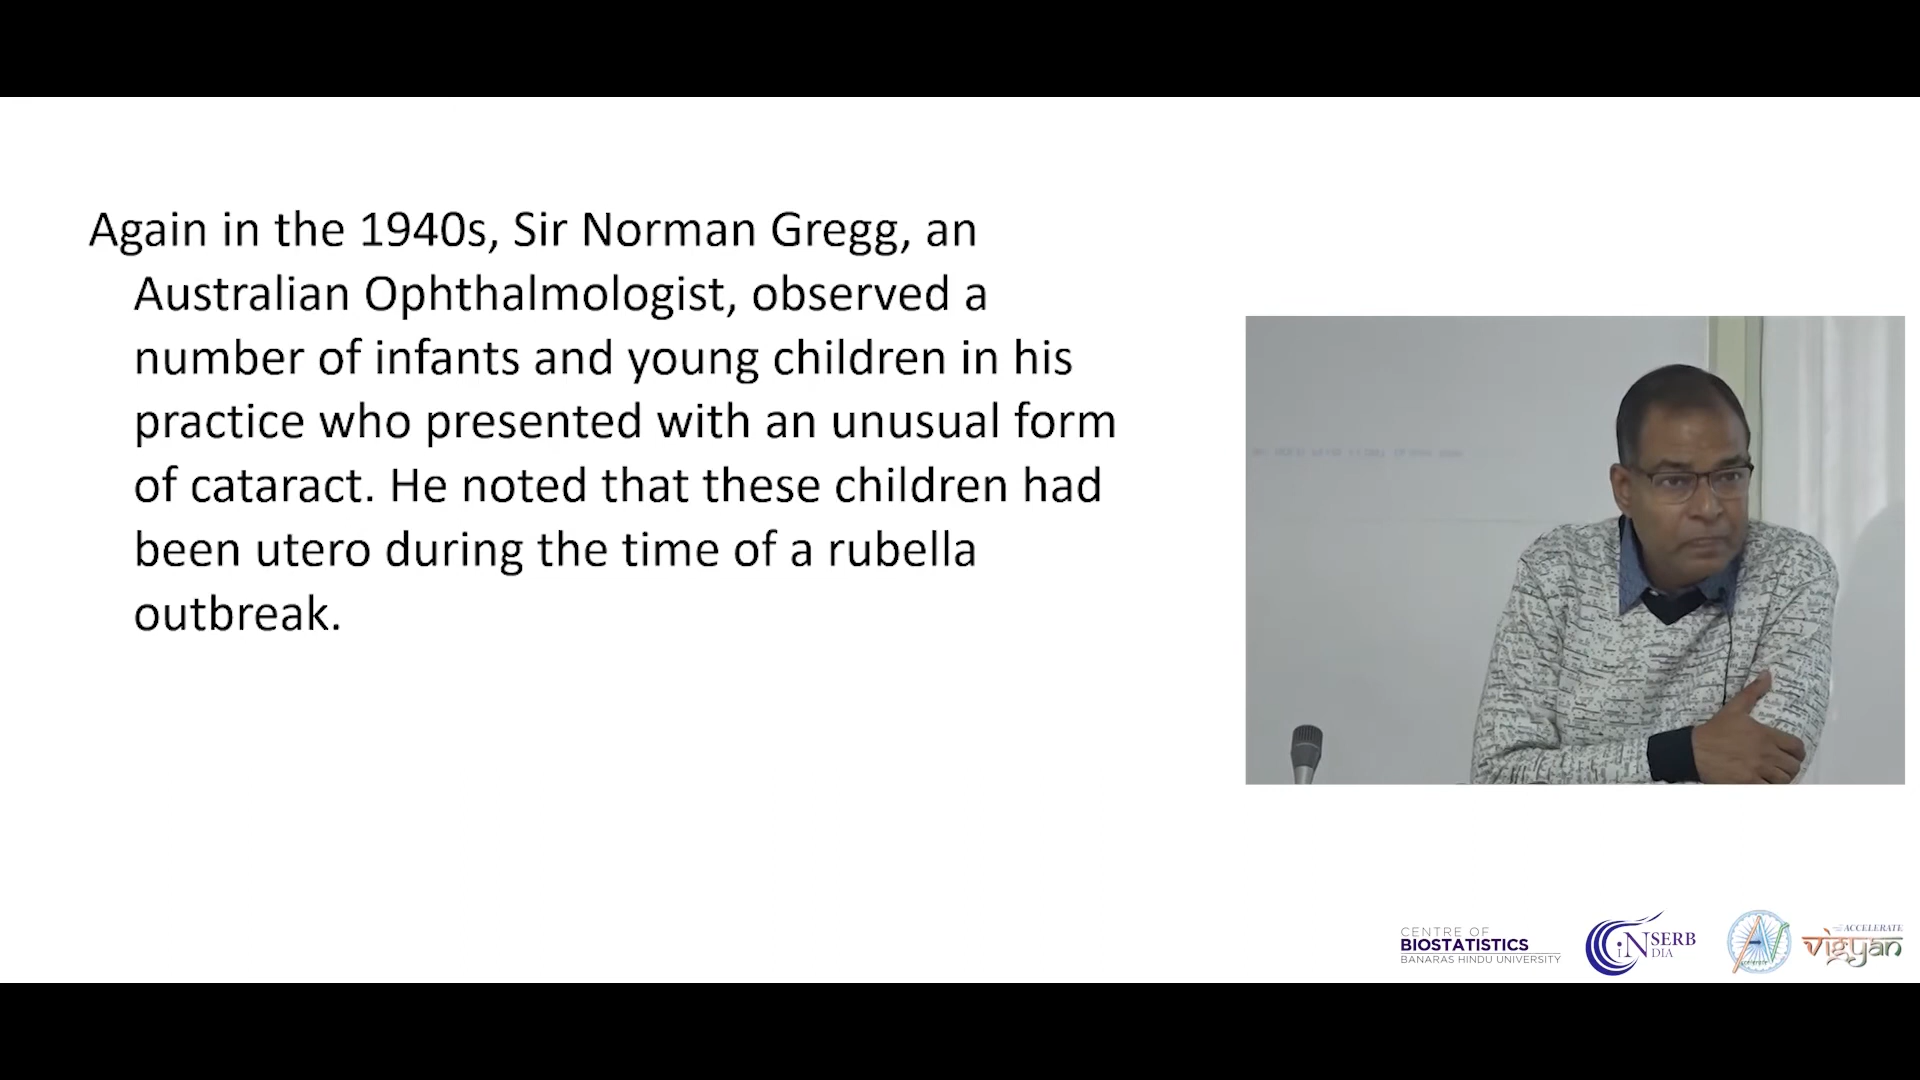 Again in the 1940s, Sir Norman Gregg, an
Australian Ophthalmologist, observed a
number of infants and young children in his
practice who presented with an unusual form
of cataract. He noted that these children had
been utero during the time of a rubella
outbreak.
CENTRE OF
BIOSTATISTICS
BANARAS HINDU UNIVERSITY
iN SERB
DIA
ACCELERATE
vigyan